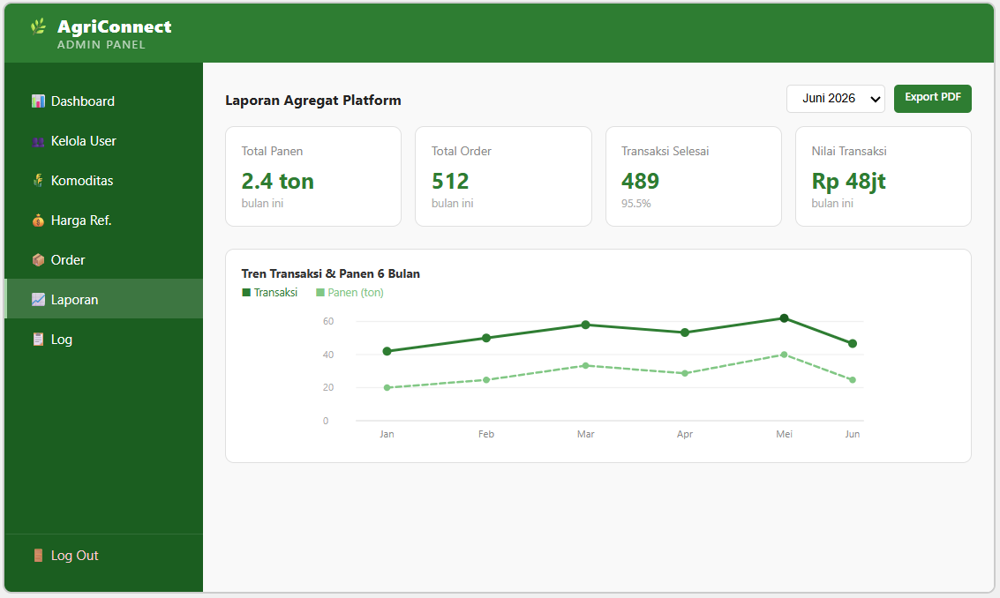 AgriConnect
ADMIN PANEL
Dashboard
Kelola User
Komoditas
Harga Ref.
Order
Laporan
Log
Log Out
Laporan Agregat Platform
Juni 2026
Export PDF
Total Panen
2.4 ton
bulan ini
Total Order
512
bulan ini
Transaksi Selesai
489
95.5%
Nilai Transaksi
Rp 48jt
bulan ini
Tren Transaksi & Panen 6 Bulan
Transaksi Panen (ton)
60
40
20
0
Jan Feb Mar Apr Mei Jun